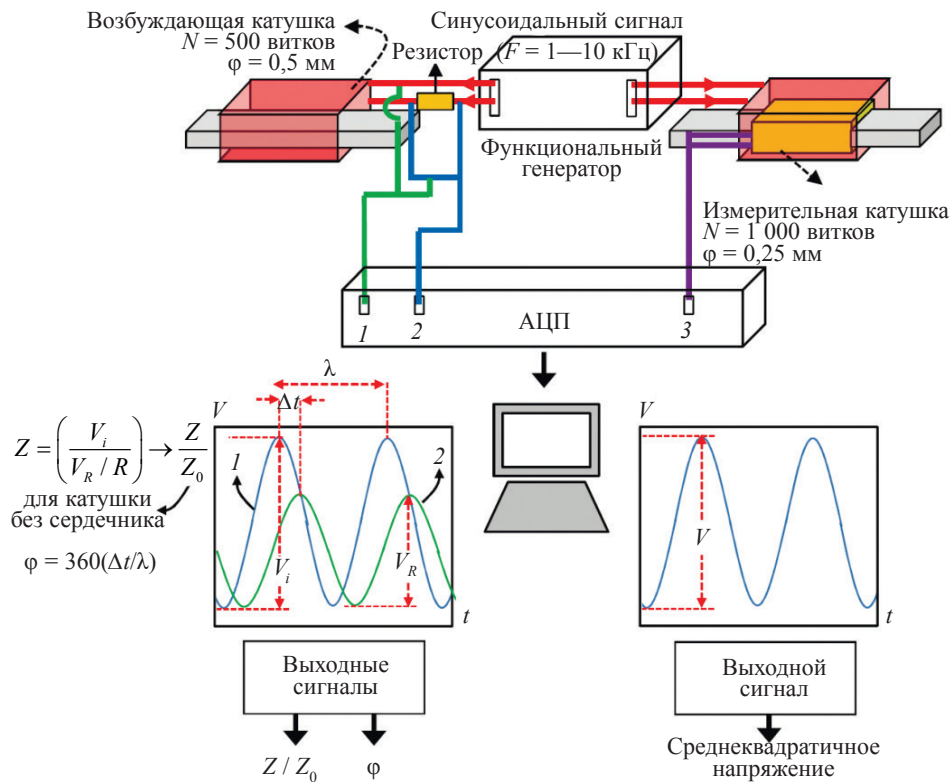 Возбуждающая катушка
N = 500 витков
φ = 0,5 мм
Резистор
Синусоидальный сигнал
(F = 1—10 кГц)
Функциональный
генератор
Измерительная катушка
N = 1 000 витков
φ = 0,25 мм
1
2
АЦП
3
λ
Δt
V
Z = (V_i / (V_R / R)) → Z / Z_0
для катушки
без сердечника
φ = 360(Δt/λ)
1
2
V_i
V_R
t
V
V
t
Выходные
сигналы
Z / Z_0
φ
Выходной
сигнал
Среднеквадратичное
напряжение